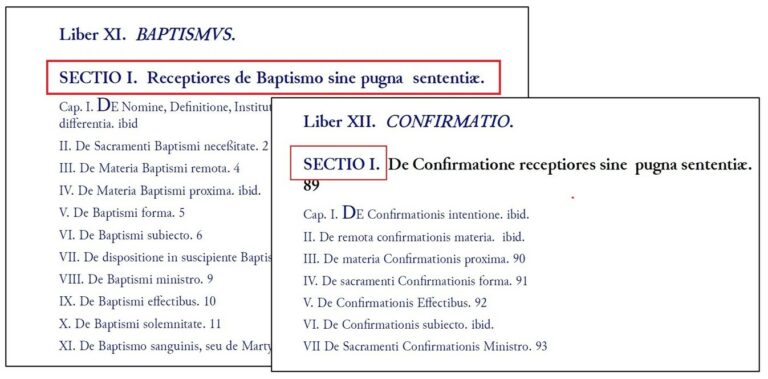 Liber XI. BAPTISMVS.
SECTIO I. Receptiores de Baptismo sine pugna sententiæ.
Cap. I. DE Nomine, Definitione, Institut
differentia. ibid
II. De Sacramenti Baptismi neceßitate. 2
III. De Materia Baptismi remota. 4
IV. De Materia Baptismi proxima. ibid.
V. De Baptismi forma. 5
VI. De Baptismi subiecto. 6
VII. De dispositione in suscipiente Baptis
VIII. De Baptismi ministro. 9
IX. De Baptismi effectibus. 10
X. De Baptismi solemnitate. 11
XI. De Baptismo sanguinis, seu de Marty
Liber XII. CONFIRMATIO.
SECTIO I. De Confirmatione receptiores sine pugna sententiæ.
89
Cap. I. DE Confirmationis intentione. ibid.
II. De remota confirmationis materia. ibid.
III. De materia Confirmationis proxima. 90
IV. De sacramenti Confirmationis forma. 91
V. De Confirmationis Effectibus. 92
VI. De Confirmationis subiecto. ibid.
VII De Sacramenti Confirmationis Ministro. 93